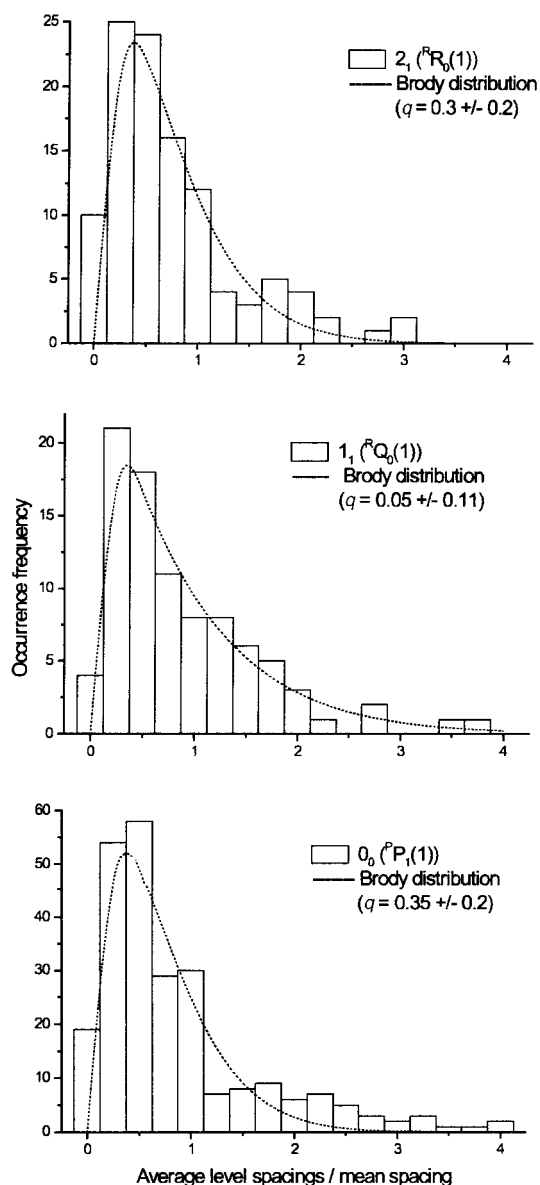 25
20
15
10
5
0
2₁ (ᴿR₀(1))
Brody distribution
(q = 0.3 +/- 0.2)
0 1 2 3 4
20
15
10
5
0
1₁ (ᴿQ₀(1))
Brody distribution
(q = 0.05 +/- 0.11)
Occurrence frequency
0 1 2 3 4
60
50
40
30
20
10
0
0₀ (ᴾP₁(1))
Brody distribution
(q = 0.35 +/- 0.2)
0 1 2 3 4
Average level spacings / mean spacing